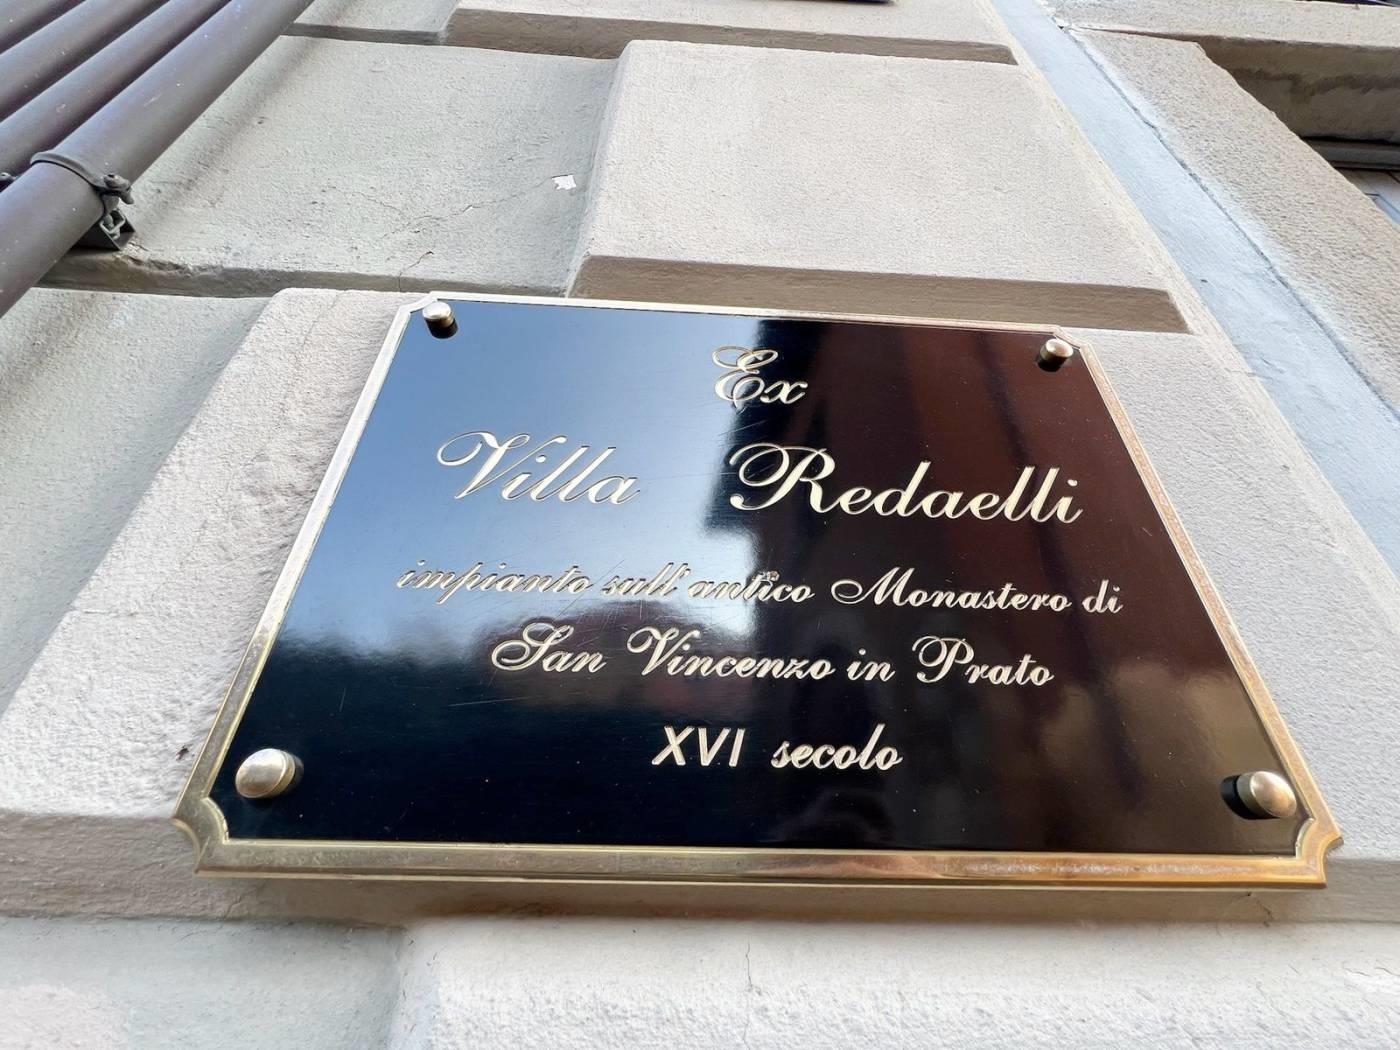 Ex
Villa Redaelli
impianto sull'antico Monastero di
San Vincenzo in Prato
XVI secolo